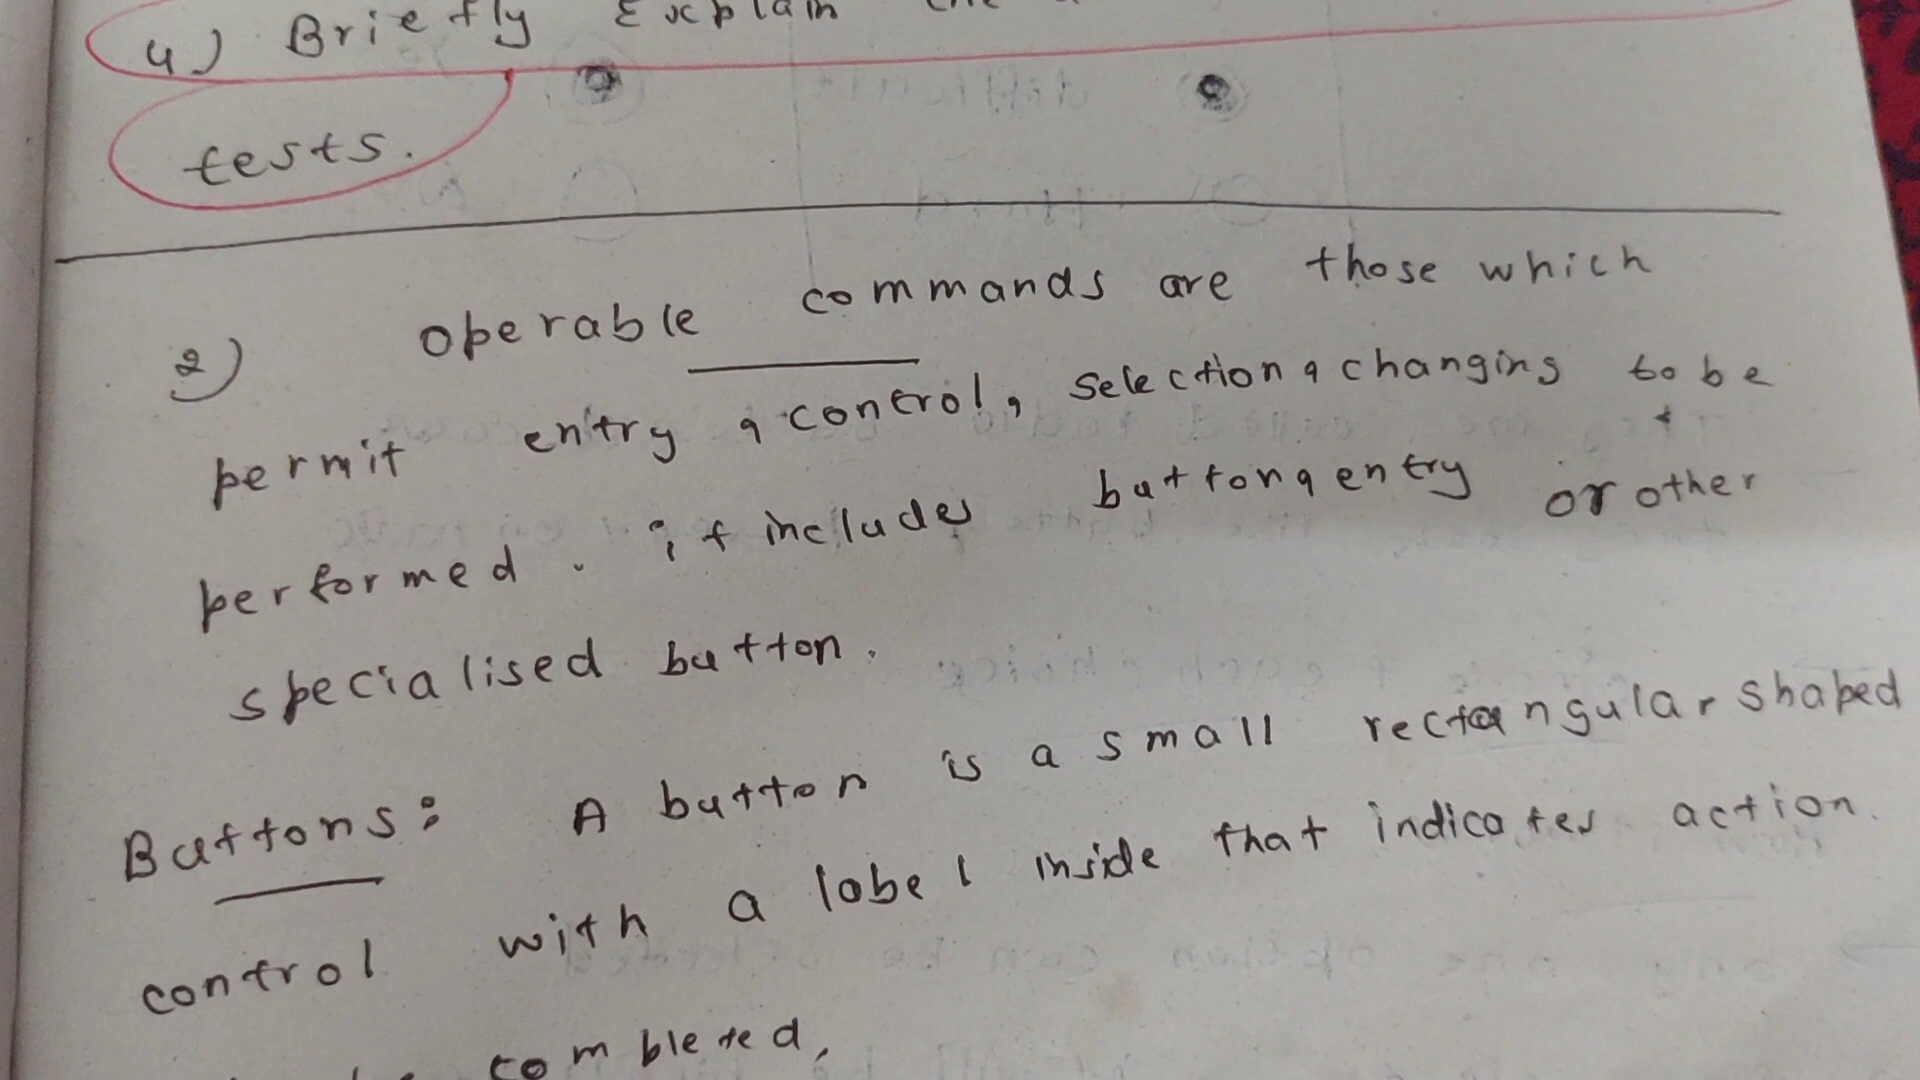 4) Briefly Explain the
tests.
2) operable commands are those which
permit entry, control, selection, changing to be
performed. it includes button, entry or other
specialised button.
Buttons: A button is a small rectangular shaped
control with a label inside that indicates action
completed,